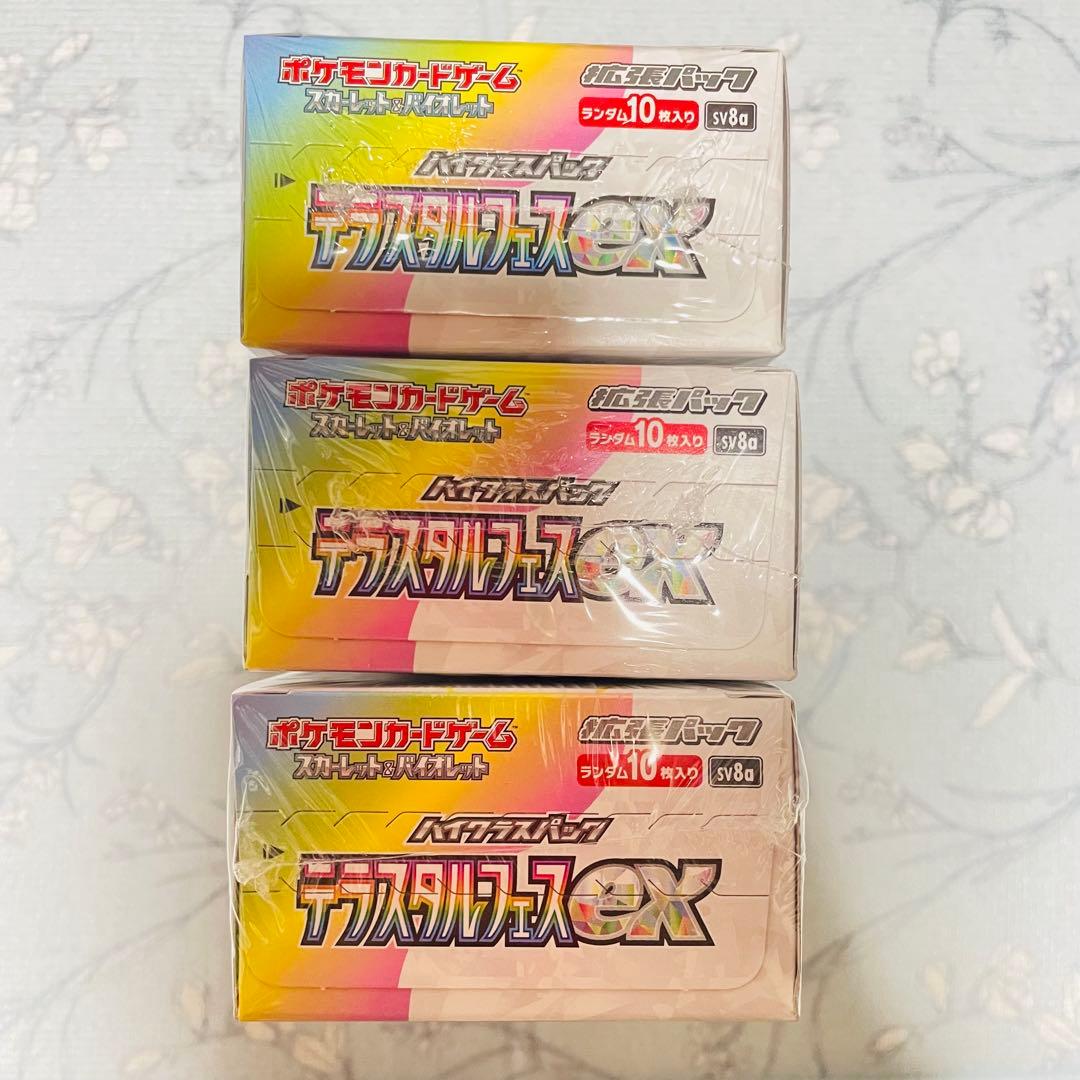 ポケモンカードゲーム 拡張パック
スカーレット&バイオレット ランダム10枚入り sv8a
ハイクラスパック
テラスタルフェスex
ポケモンカードゲーム 拡張パック
スカーレット&バイオレット ランダム10枚入り sv8a
ハイクラスパック
テラスタルフェスex
ポケモンカードゲーム 拡張パック
スカーレット&バイオレット ランダム10枚入り sv8a
ハイクラスパック
テラスタルフェスex